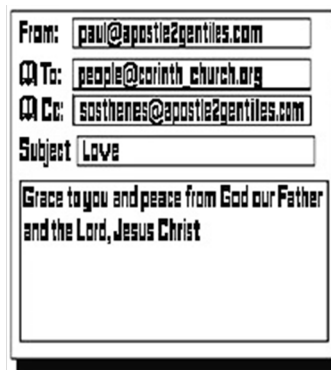 From: paul@apostle2gentiles.com
To: people@corinth_church.org
Cc: sosthenes@apostle2gentiles.com
Subject Love
Grace to you and peace from God our Father
and the Lord, Jesus Christ